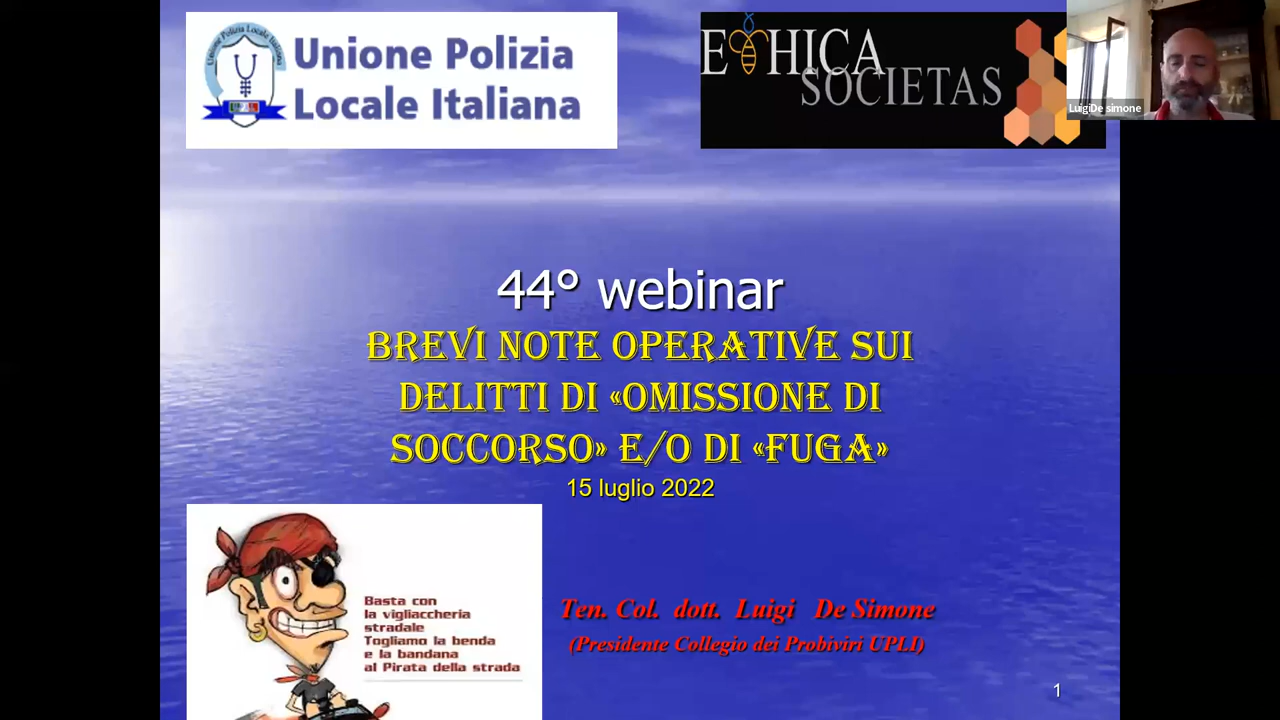 Unione Polizia
Locale Italiana
ETHICA
SOCIETAS
LuigiDe simone
44° webinar
BREVI NOTE OPERATIVE SUI
DELITTI DI «OMISSIONE DI
SOCCORSO» E/O DI «FUGA»
15 luglio 2022
Basta con
la vigliaccheria
stradale
Togliamo la benda
e la bandana
al Pirata della strada
Ten. Col. dott. Luigi De Simone
(Presidente Collegio dei Probiviri UPLI)
1